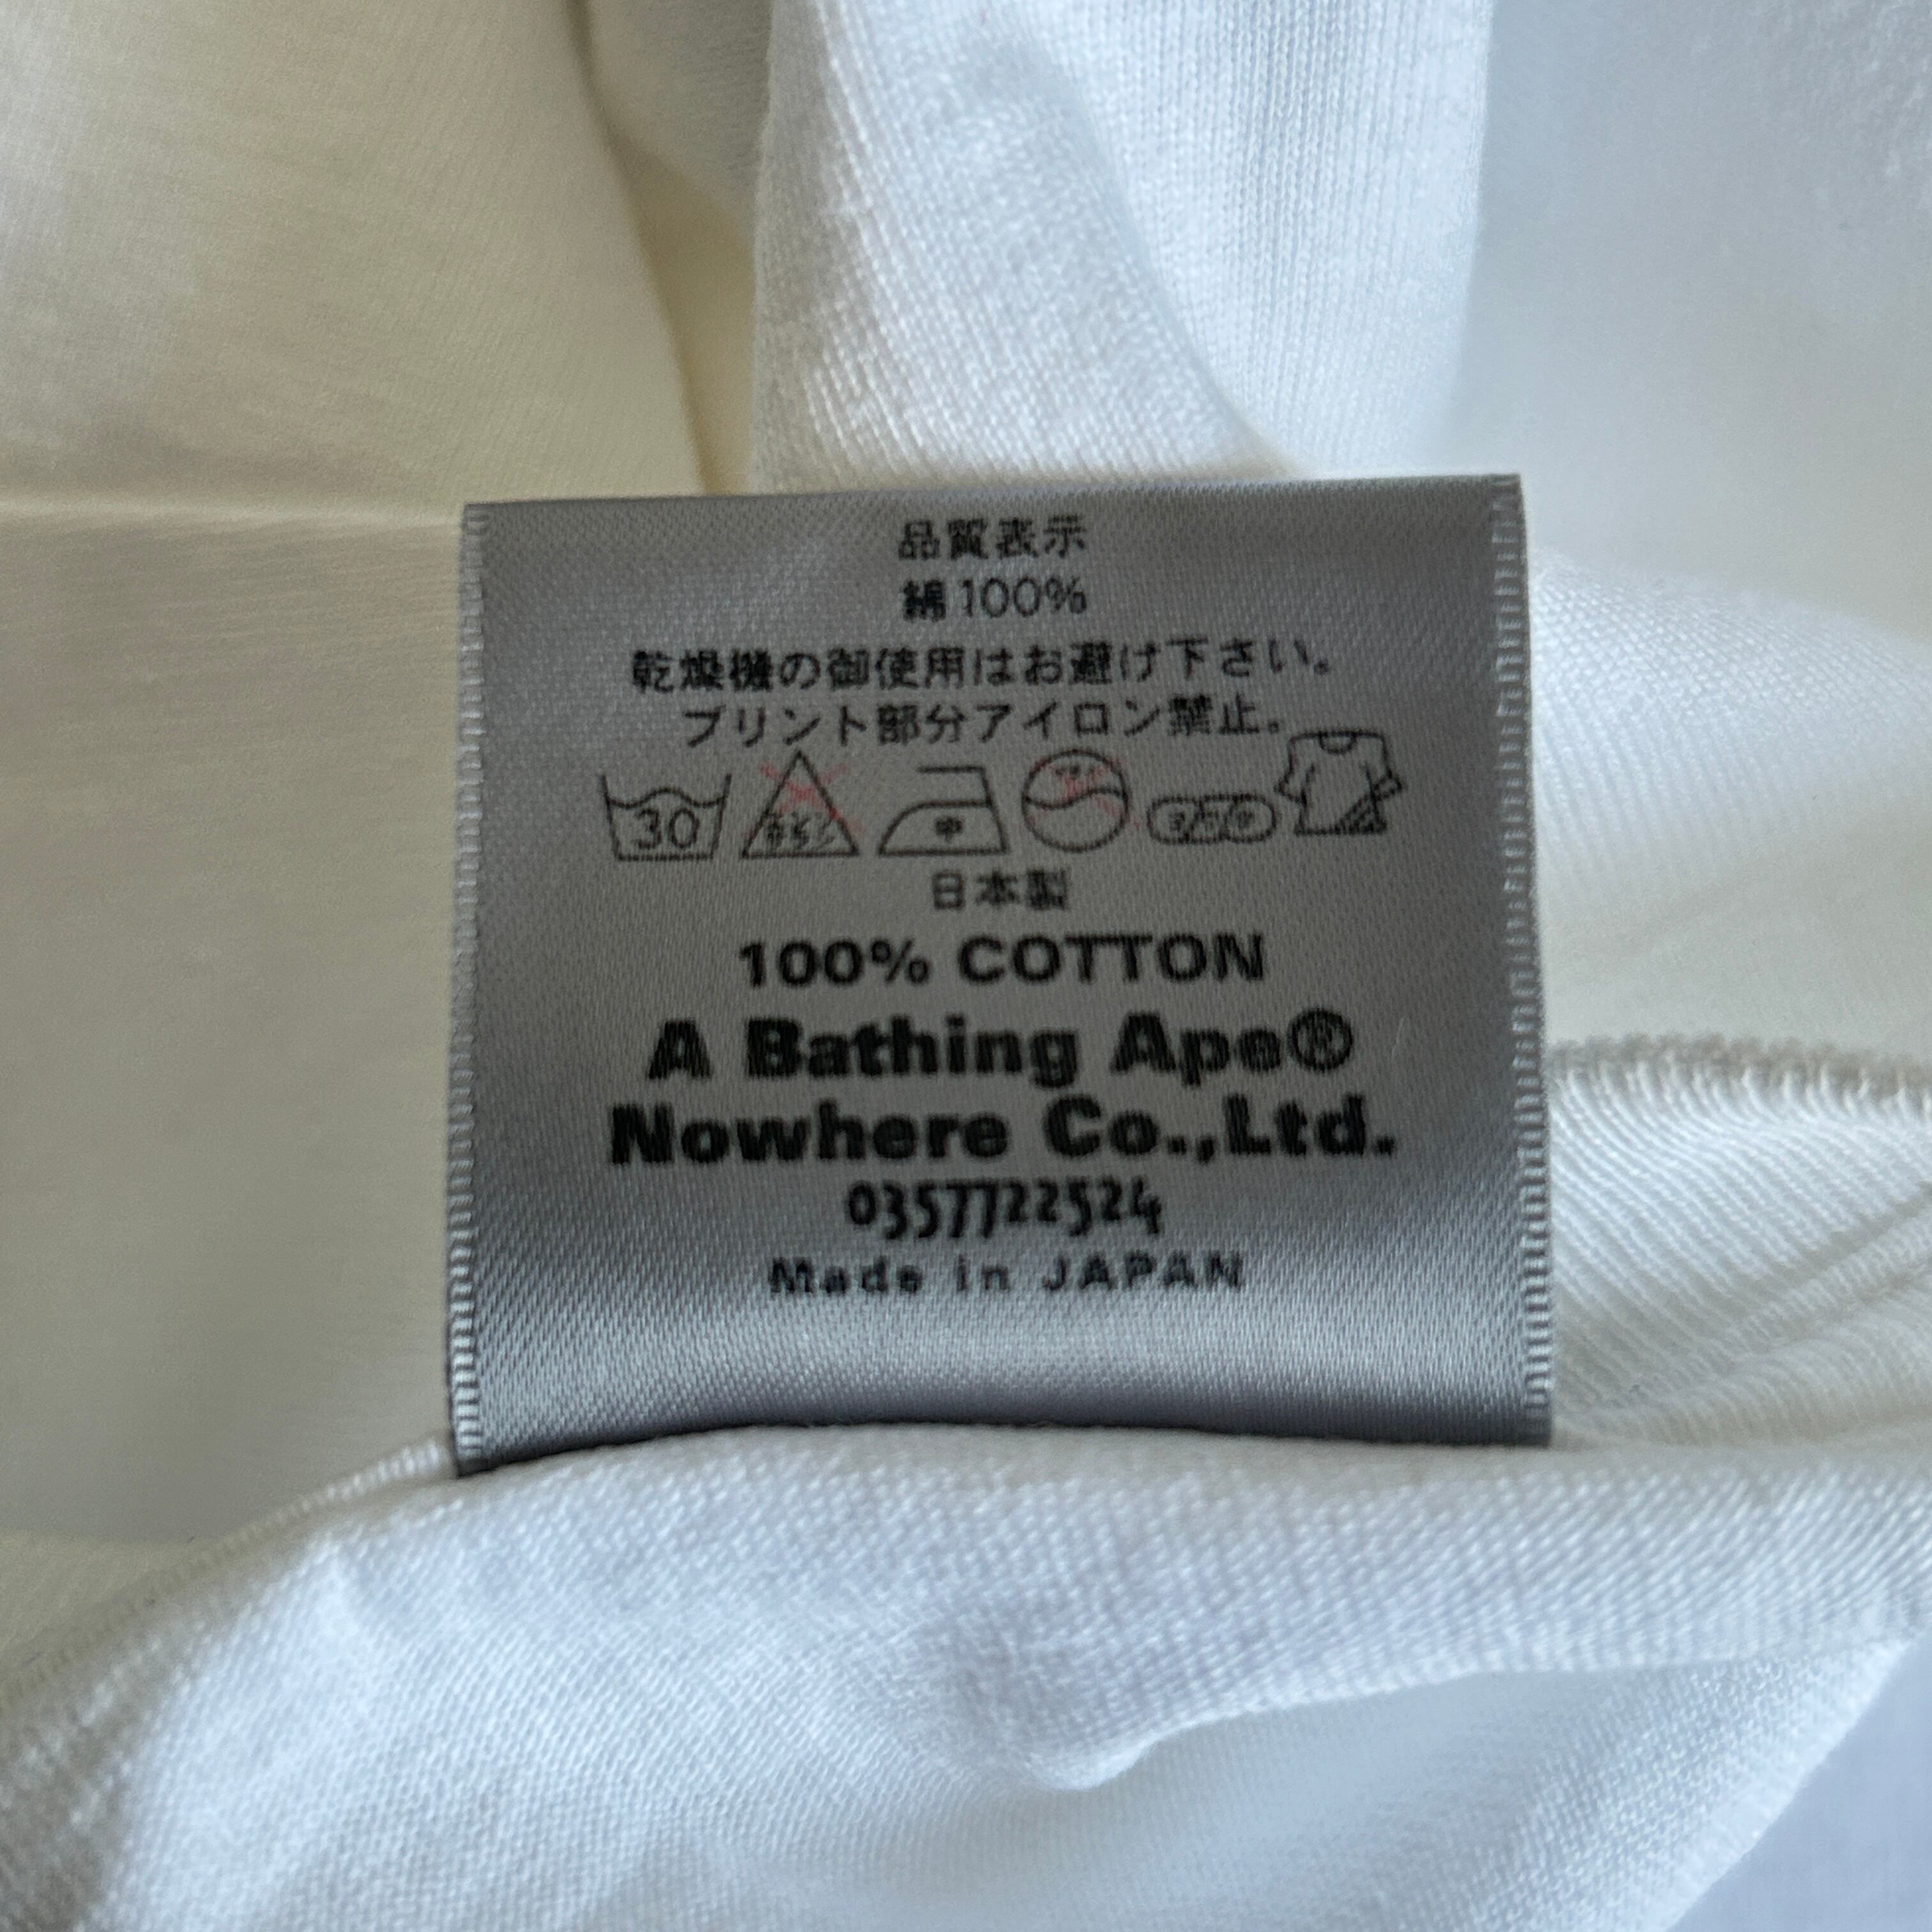 品質表示
綿100%
乾燥機の御使用はお避け下さい。
プリント部分アイロン禁止。
30 中
日本製
100% COTTON
A Bathing Ape®
Nowhere Co.,Ltd.
0357722524
Made in JAPAN